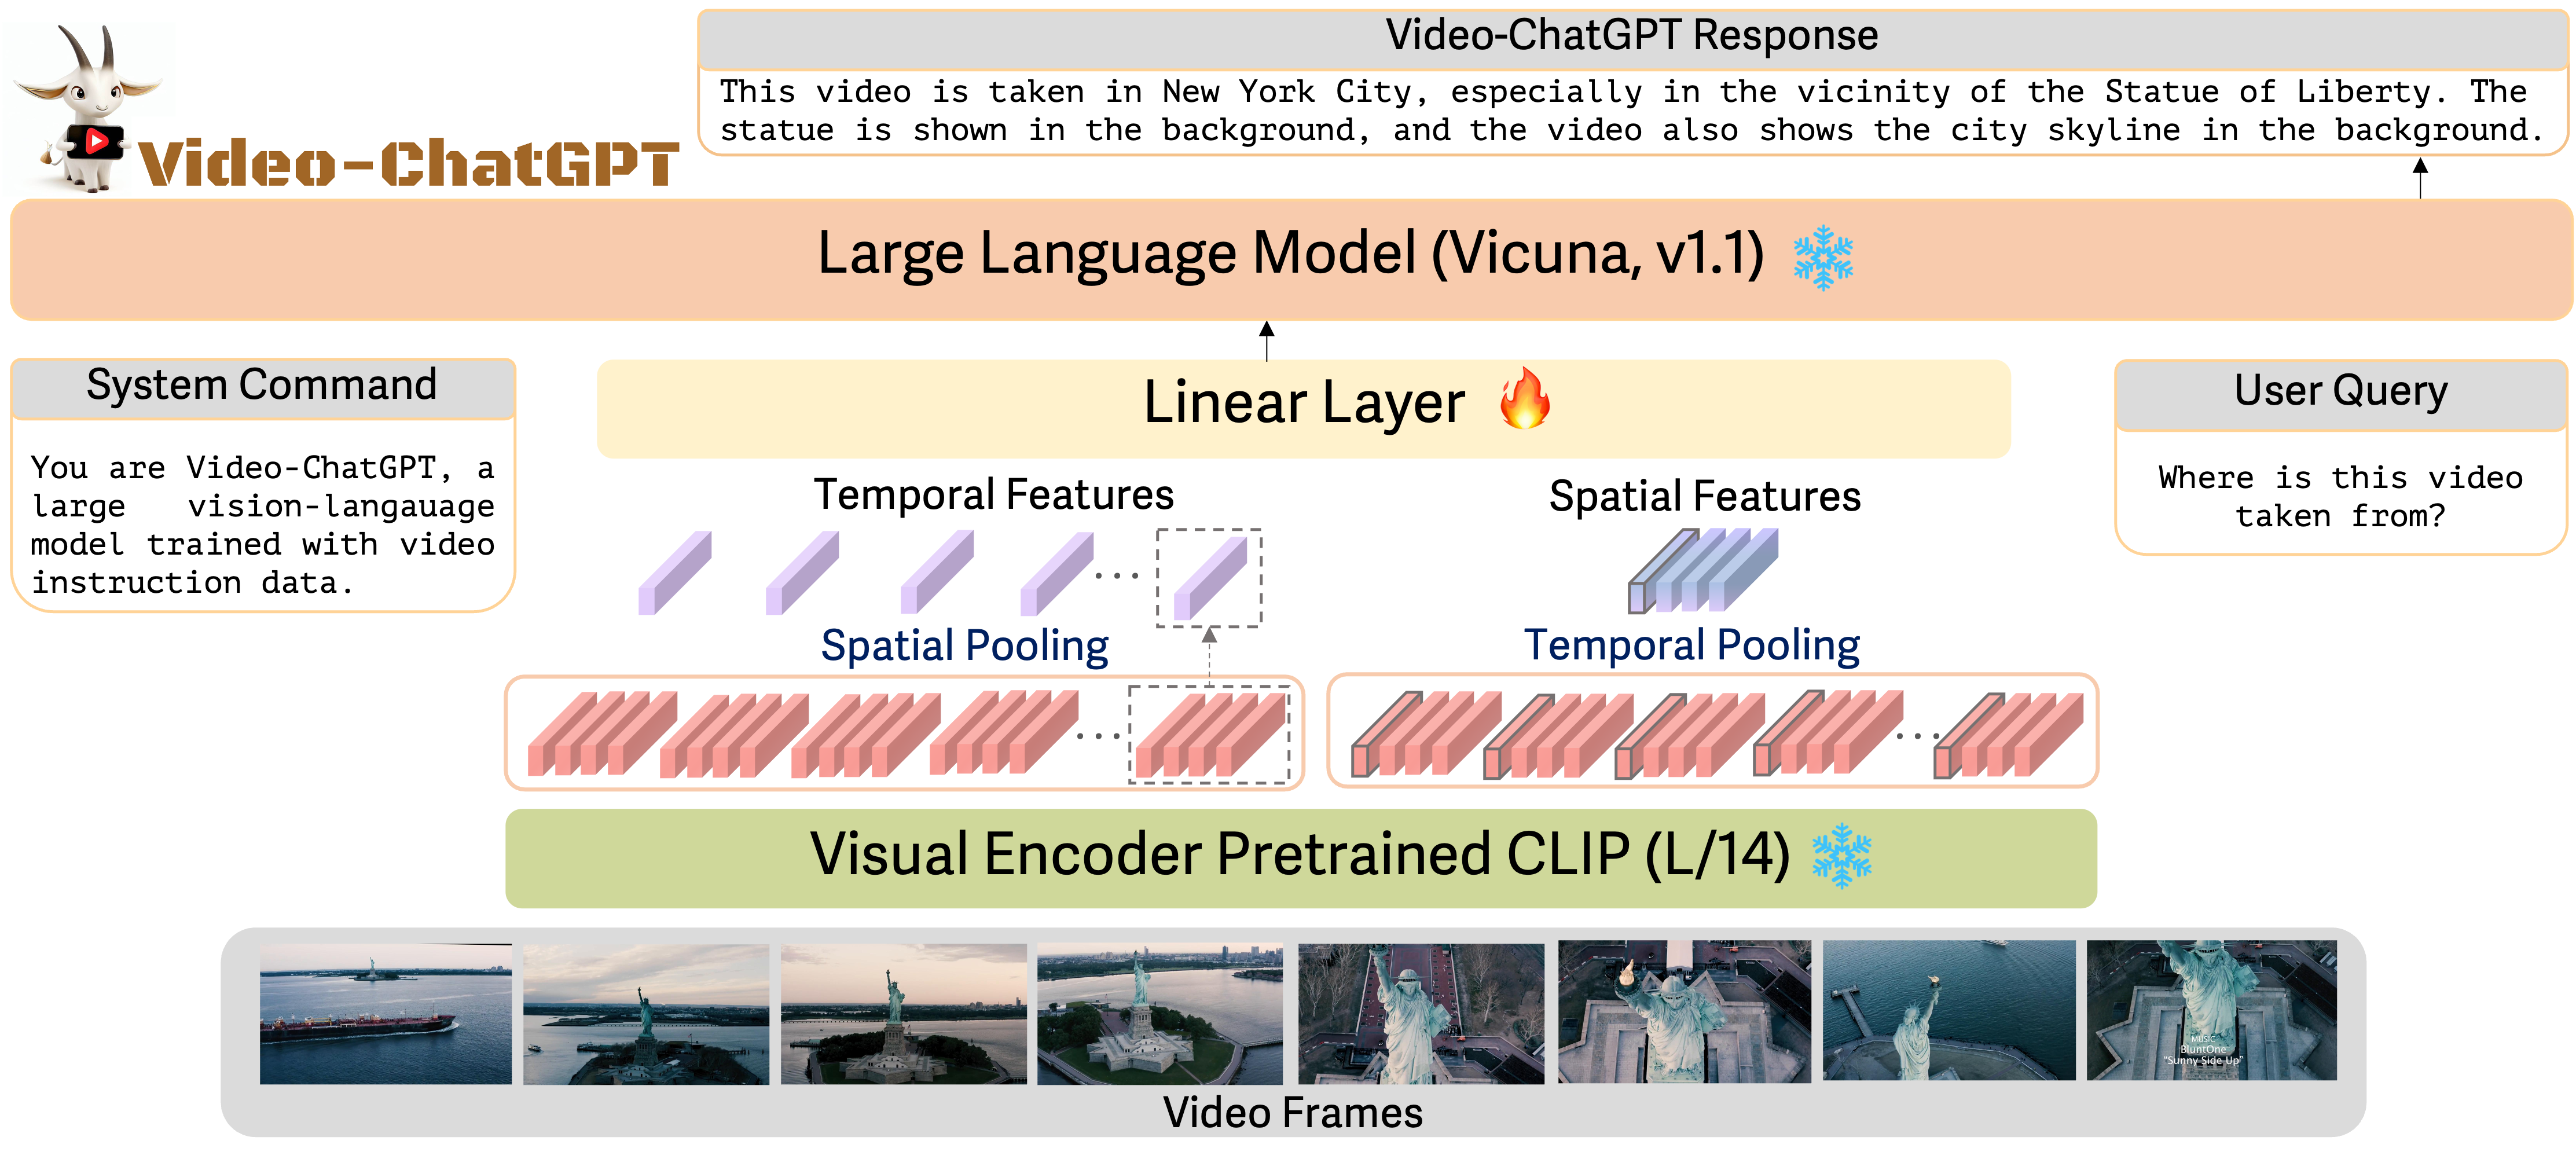 Video-ChatGPT
Video-ChatGPT Response
This video is taken in New York City, especially in the vicinity of the Statue of Liberty. The
statue is shown in the background, and the video also shows the city skyline in the background.
Large Language Model (Vicuna, v1.1)
System Command
You are Video-ChatGPT, a
large vision-langauage
model trained with video
instruction data.
Linear Layer
User Query
Where is this video
taken from?
Temporal Features
Spatial Features
Spatial Pooling
Temporal Pooling
Visual Encoder Pretrained CLIP (L/14)
MUSIC
BluntOne
"Sunny Side Up"
Video Frames